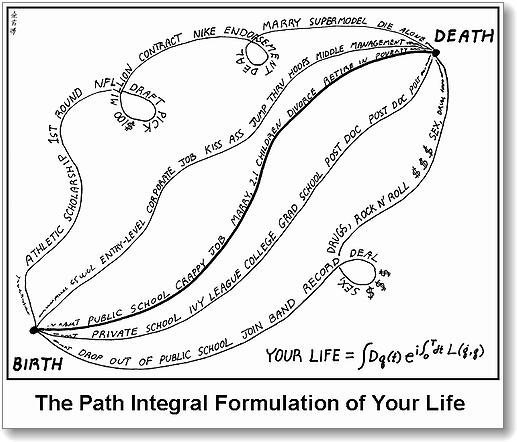 DEATH
ATHLETIC SCHOLARSHIP 1ST ROUND NFL DRAFT PICK $100 MILLION CONTRACT NIKE ENDORSEMENT DEAL MARRY SUPERMODEL DIE ALONE
ENTRY-LEVEL CORPORATE JOB KISS ASS JUMP THRU HOOPS MIDDLE MANAGEMENT
PUBLIC SCHOOL CRAPPY JOB MARRY, 2.1 CHILDREN DIVORCE RETIRE IN POVERTY
PRIVATE SCHOOL IVY LEAGUE COLLEGE GRAD SCHOOL POST DOC POST DOC POST DOC POST
DROP OUT OF PUBLIC SCHOOL JOIN BAND RECORD DEAL $$$ SEX DRUGS, ROCK N' ROLL $ $ $ SEX,
BIRTH
YOUR LIFE = ∫Dq(t) e^{i∫₀ᵀdt L(q̇,q)}
The Path Integral Formulation of Your Life